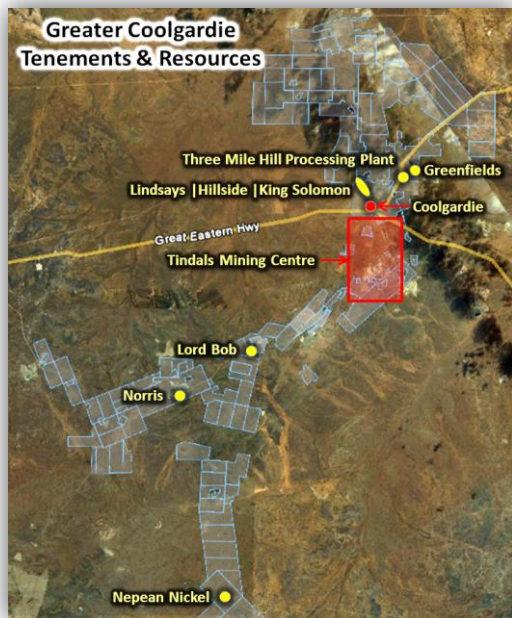 Greater Coolgardie
Tenements & Resources
Three Mile Hill Processing Plant
Greenfields
Lindsays |Hillside |King Solomon
Coolgardie
Great Eastern Hwy
Tindals Mining Centre
Lord Bob
Norris
Nepean Nickel